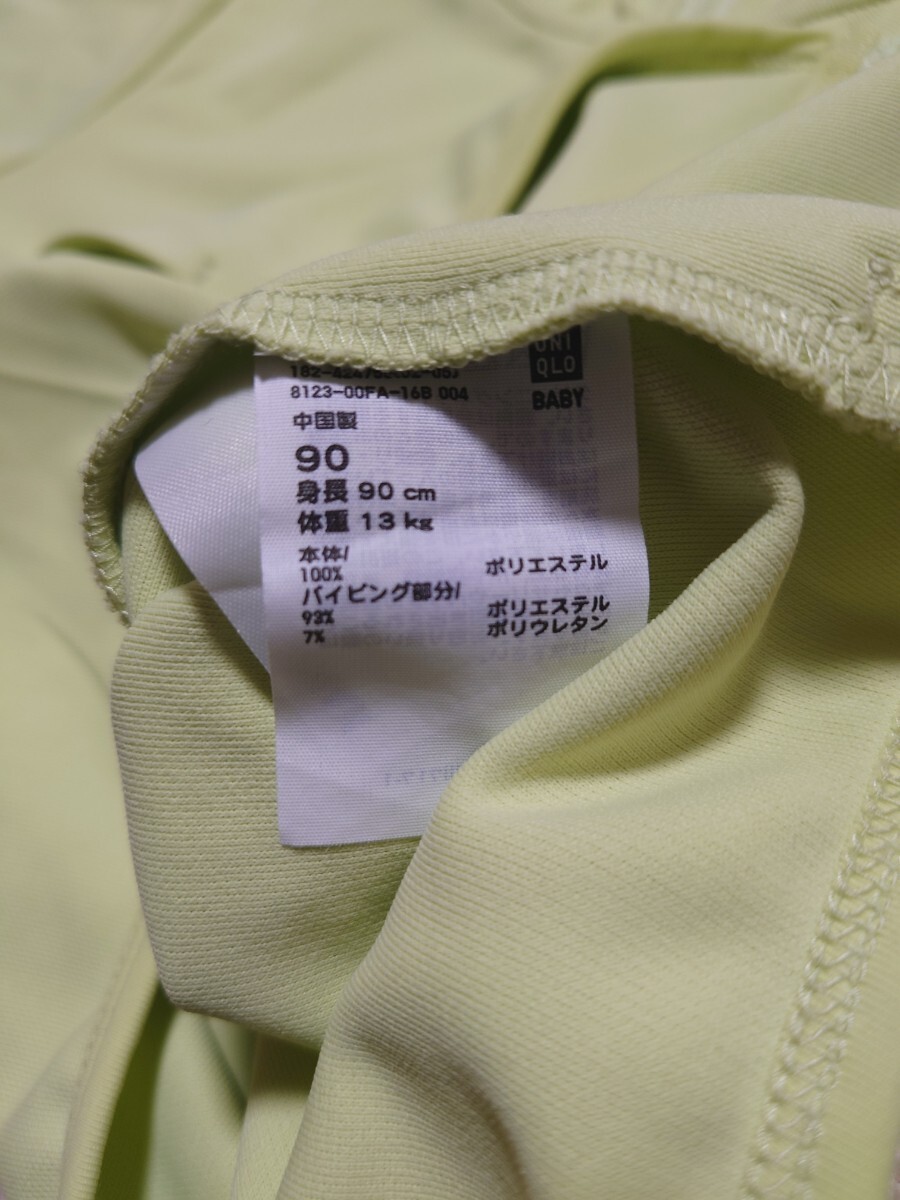 UNI
QLO
BABY
8123-00FA-16B 004
中国製
90
身長 90 cm
体重 13 kg
本体/
100% ポリエステル
パイピング部分/
93% ポリエステル
7% ポリウレタン